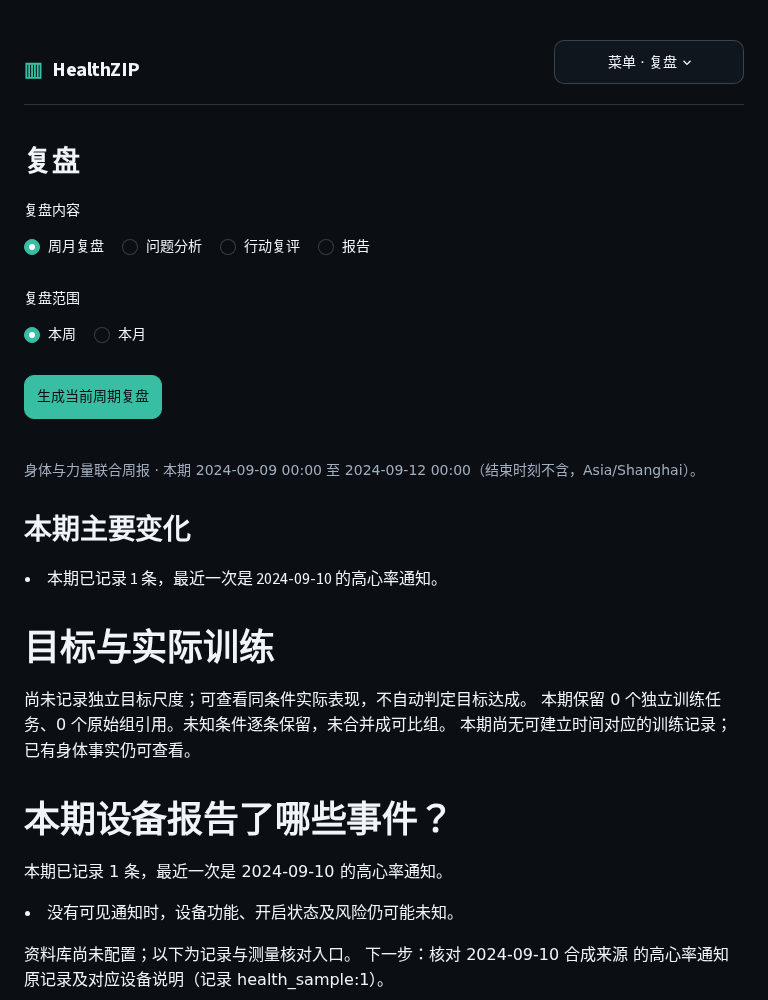 HealthZIP
菜单 · 复盘
复盘
复盘内容
周月复盘 问题分析 行动复评 报告
复盘范围
本周 本月
生成当前周期复盘
身体与力量联合周报 · 本期 2024-09-09 00:00 至 2024-09-12 00:00（结束时刻不含，Asia/Shanghai）。
本期主要变化
• 本期已记录 1 条，最近一次是 2024-09-10 的高心率通知。
目标与实际训练
尚未记录独立目标尺度；可查看同条件实际表现，不自动判定目标达成。 本期保留 0 个独立训练任
务、0 个原始组引用。未知条件逐条保留，未合并成可比组。 本期尚无可建立时间对应的训练记录；
已有身体事实仍可查看。
本期设备报告了哪些事件？
本期已记录 1 条，最近一次是 2024-09-10 的高心率通知。
• 没有可见通知时，设备功能、开启状态及风险仍可能未知。
资料库尚未配置；以下为记录与测量核对入口。 下一步：核对 2024-09-10 合成来源 的高心率通知
原记录及对应设备说明（记录 health_sample:1）。